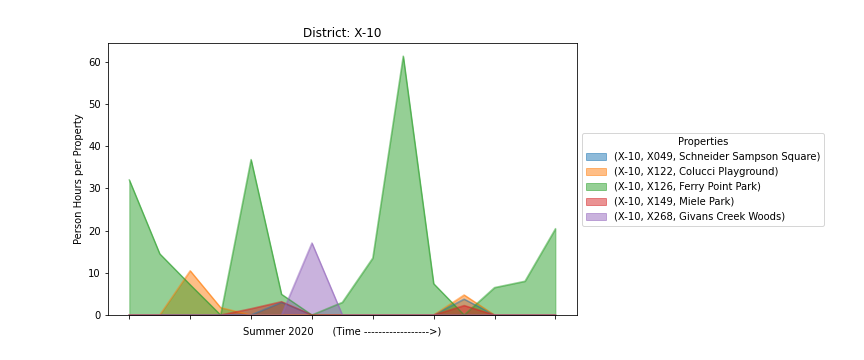 District: X-10
60
50
40
30
20
10
0
Person Hours per Property
Summer 2020 (Time ------------------>)
Properties
(X-10, X049, Schneider Sampson Square)
(X-10, X122, Colucci Playground)
(X-10, X126, Ferry Point Park)
(X-10, X149, Miele Park)
(X-10, X268, Givans Creek Woods)